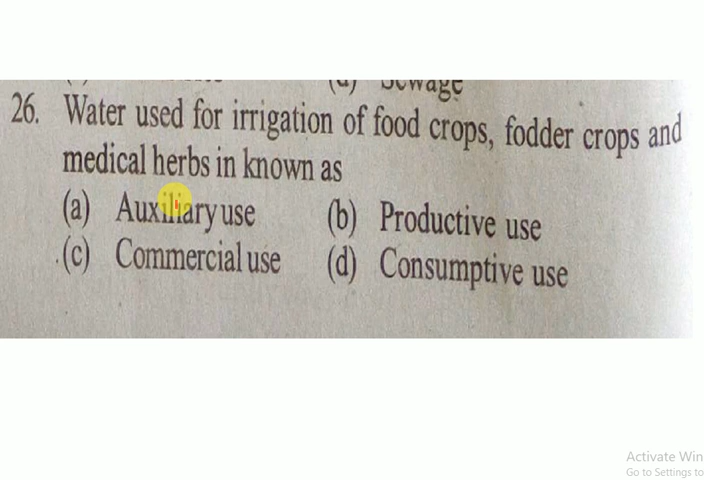 (d) Sewage
26. Water used for irrigation of food crops, fodder crops and
medical herbs in known as
(a) Auxiliary use (b) Productive use
(c) Commercial use (d) Consumptive use
Activate Win
Go to Settings to